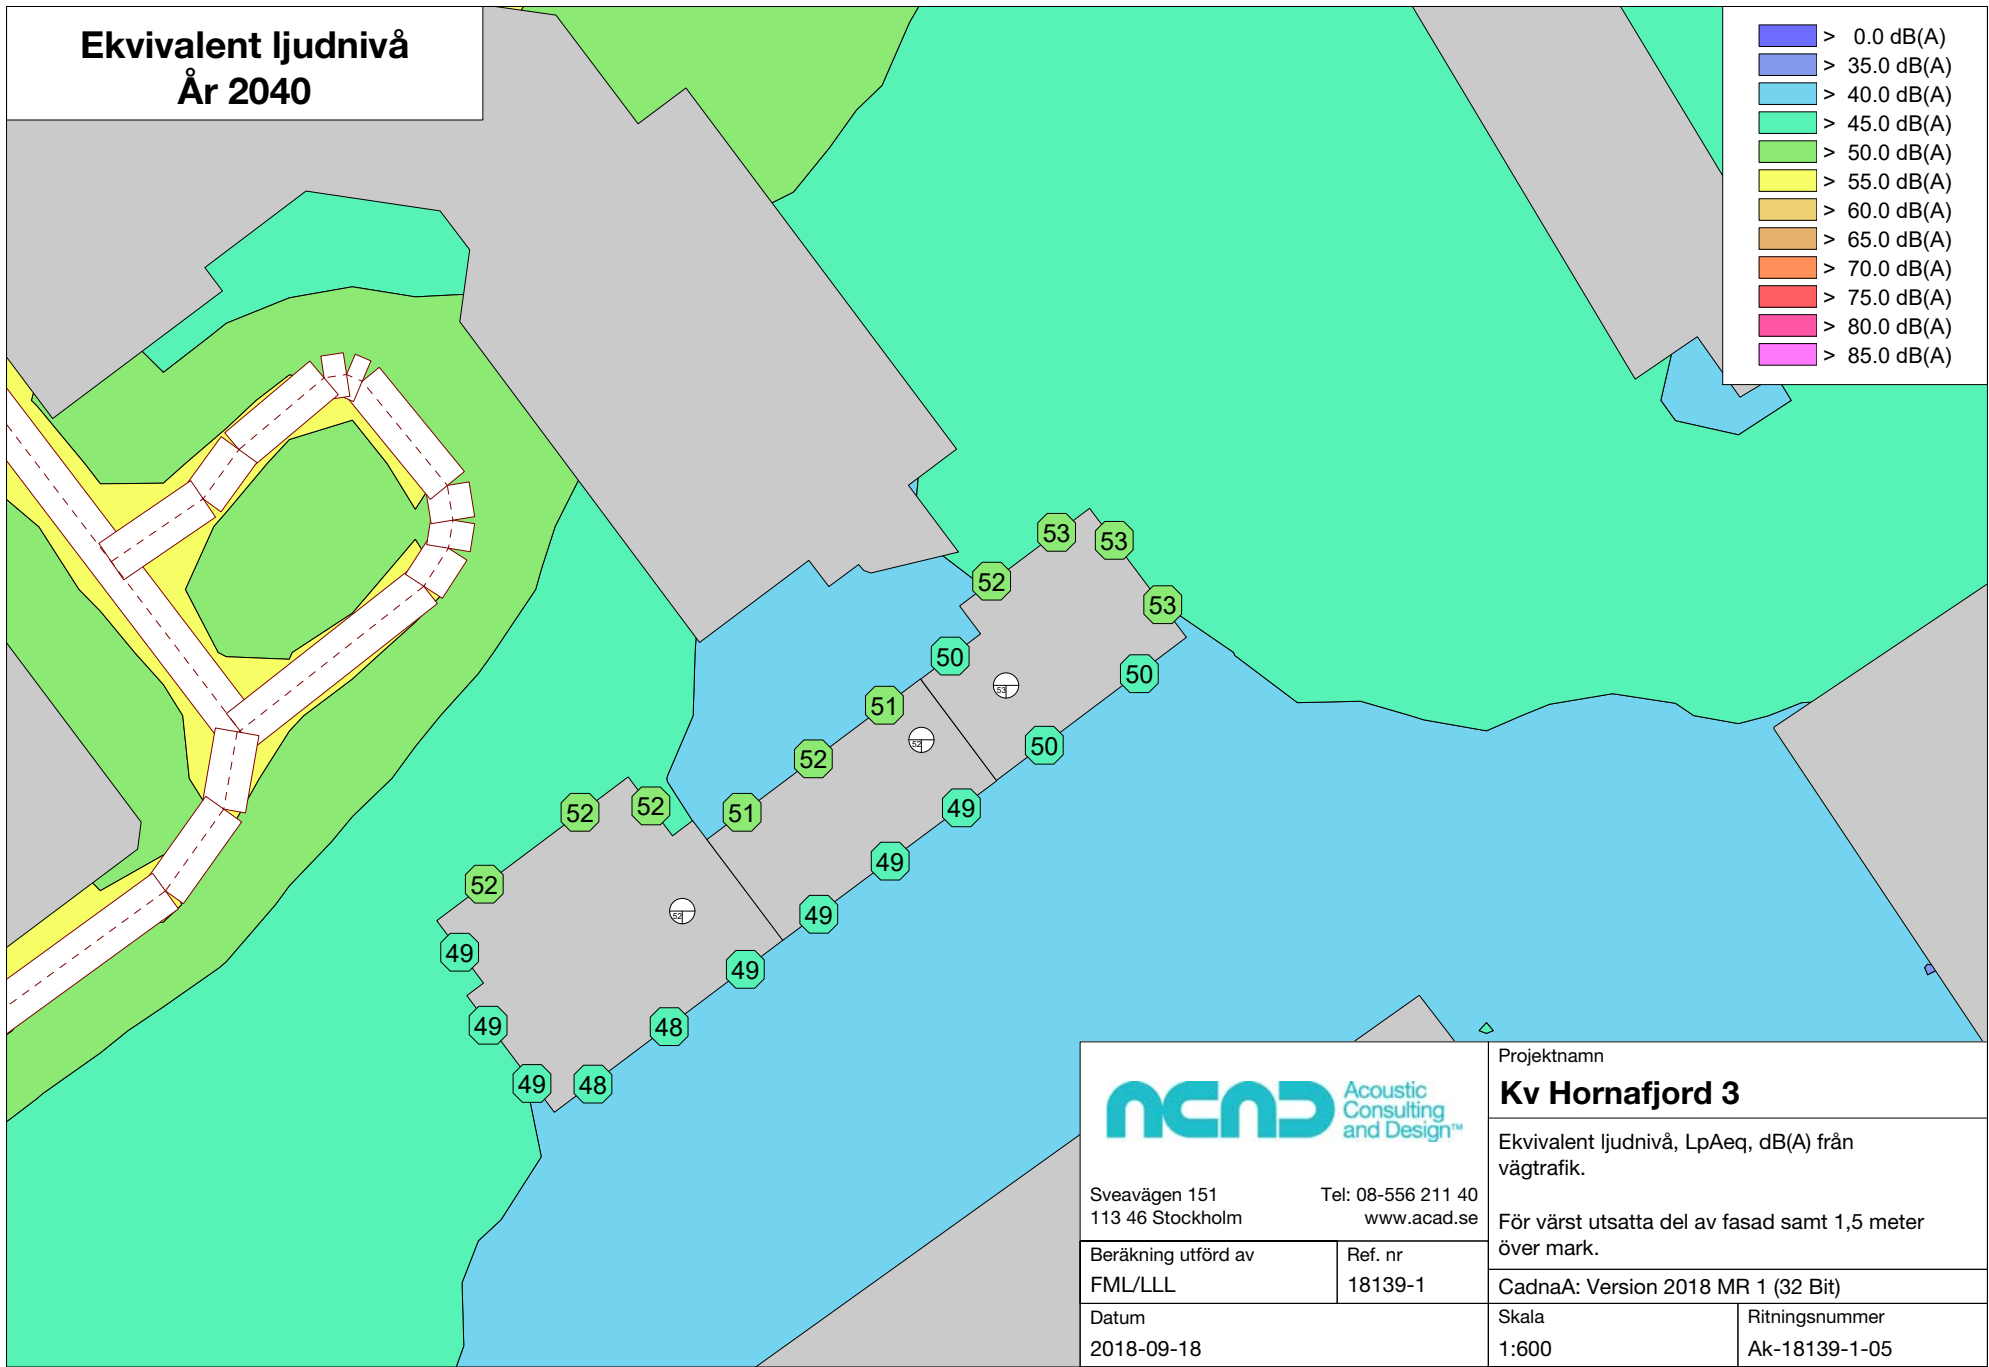 Ekvivalent ljudnivå
År 2040
> 0.0 dB(A)
> 35.0 dB(A)
> 40.0 dB(A)
> 45.0 dB(A)
> 50.0 dB(A)
> 55.0 dB(A)
> 60.0 dB(A)
> 65.0 dB(A)
> 70.0 dB(A)
> 75.0 dB(A)
> 80.0 dB(A)
> 85.0 dB(A)
53
53
52
53
50
50
53
51
52
50
52
52
52
51
49
49
52
52
49
49
49
49
48
49
48
ACAD
Acoustic
Consulting
and Design™
Sveavägen 151
113 46 Stockholm
Tel: 08-556 211 40
www.acad.se
Beräkning utförd av
FML/LLL
Ref. nr
18139-1
Datum
2018-09-18
Projektnamn
Kv Hornafjord 3
Ekvivalent ljudnivå, LpAeq, dB(A) från
vägtrafik.
För värst utsatta del av fasad samt 1,5 meter
över mark.
CadnaA: Version 2018 MR 1 (32 Bit)
Skala
1:600
Ritningsnummer
Ak-18139-1-05